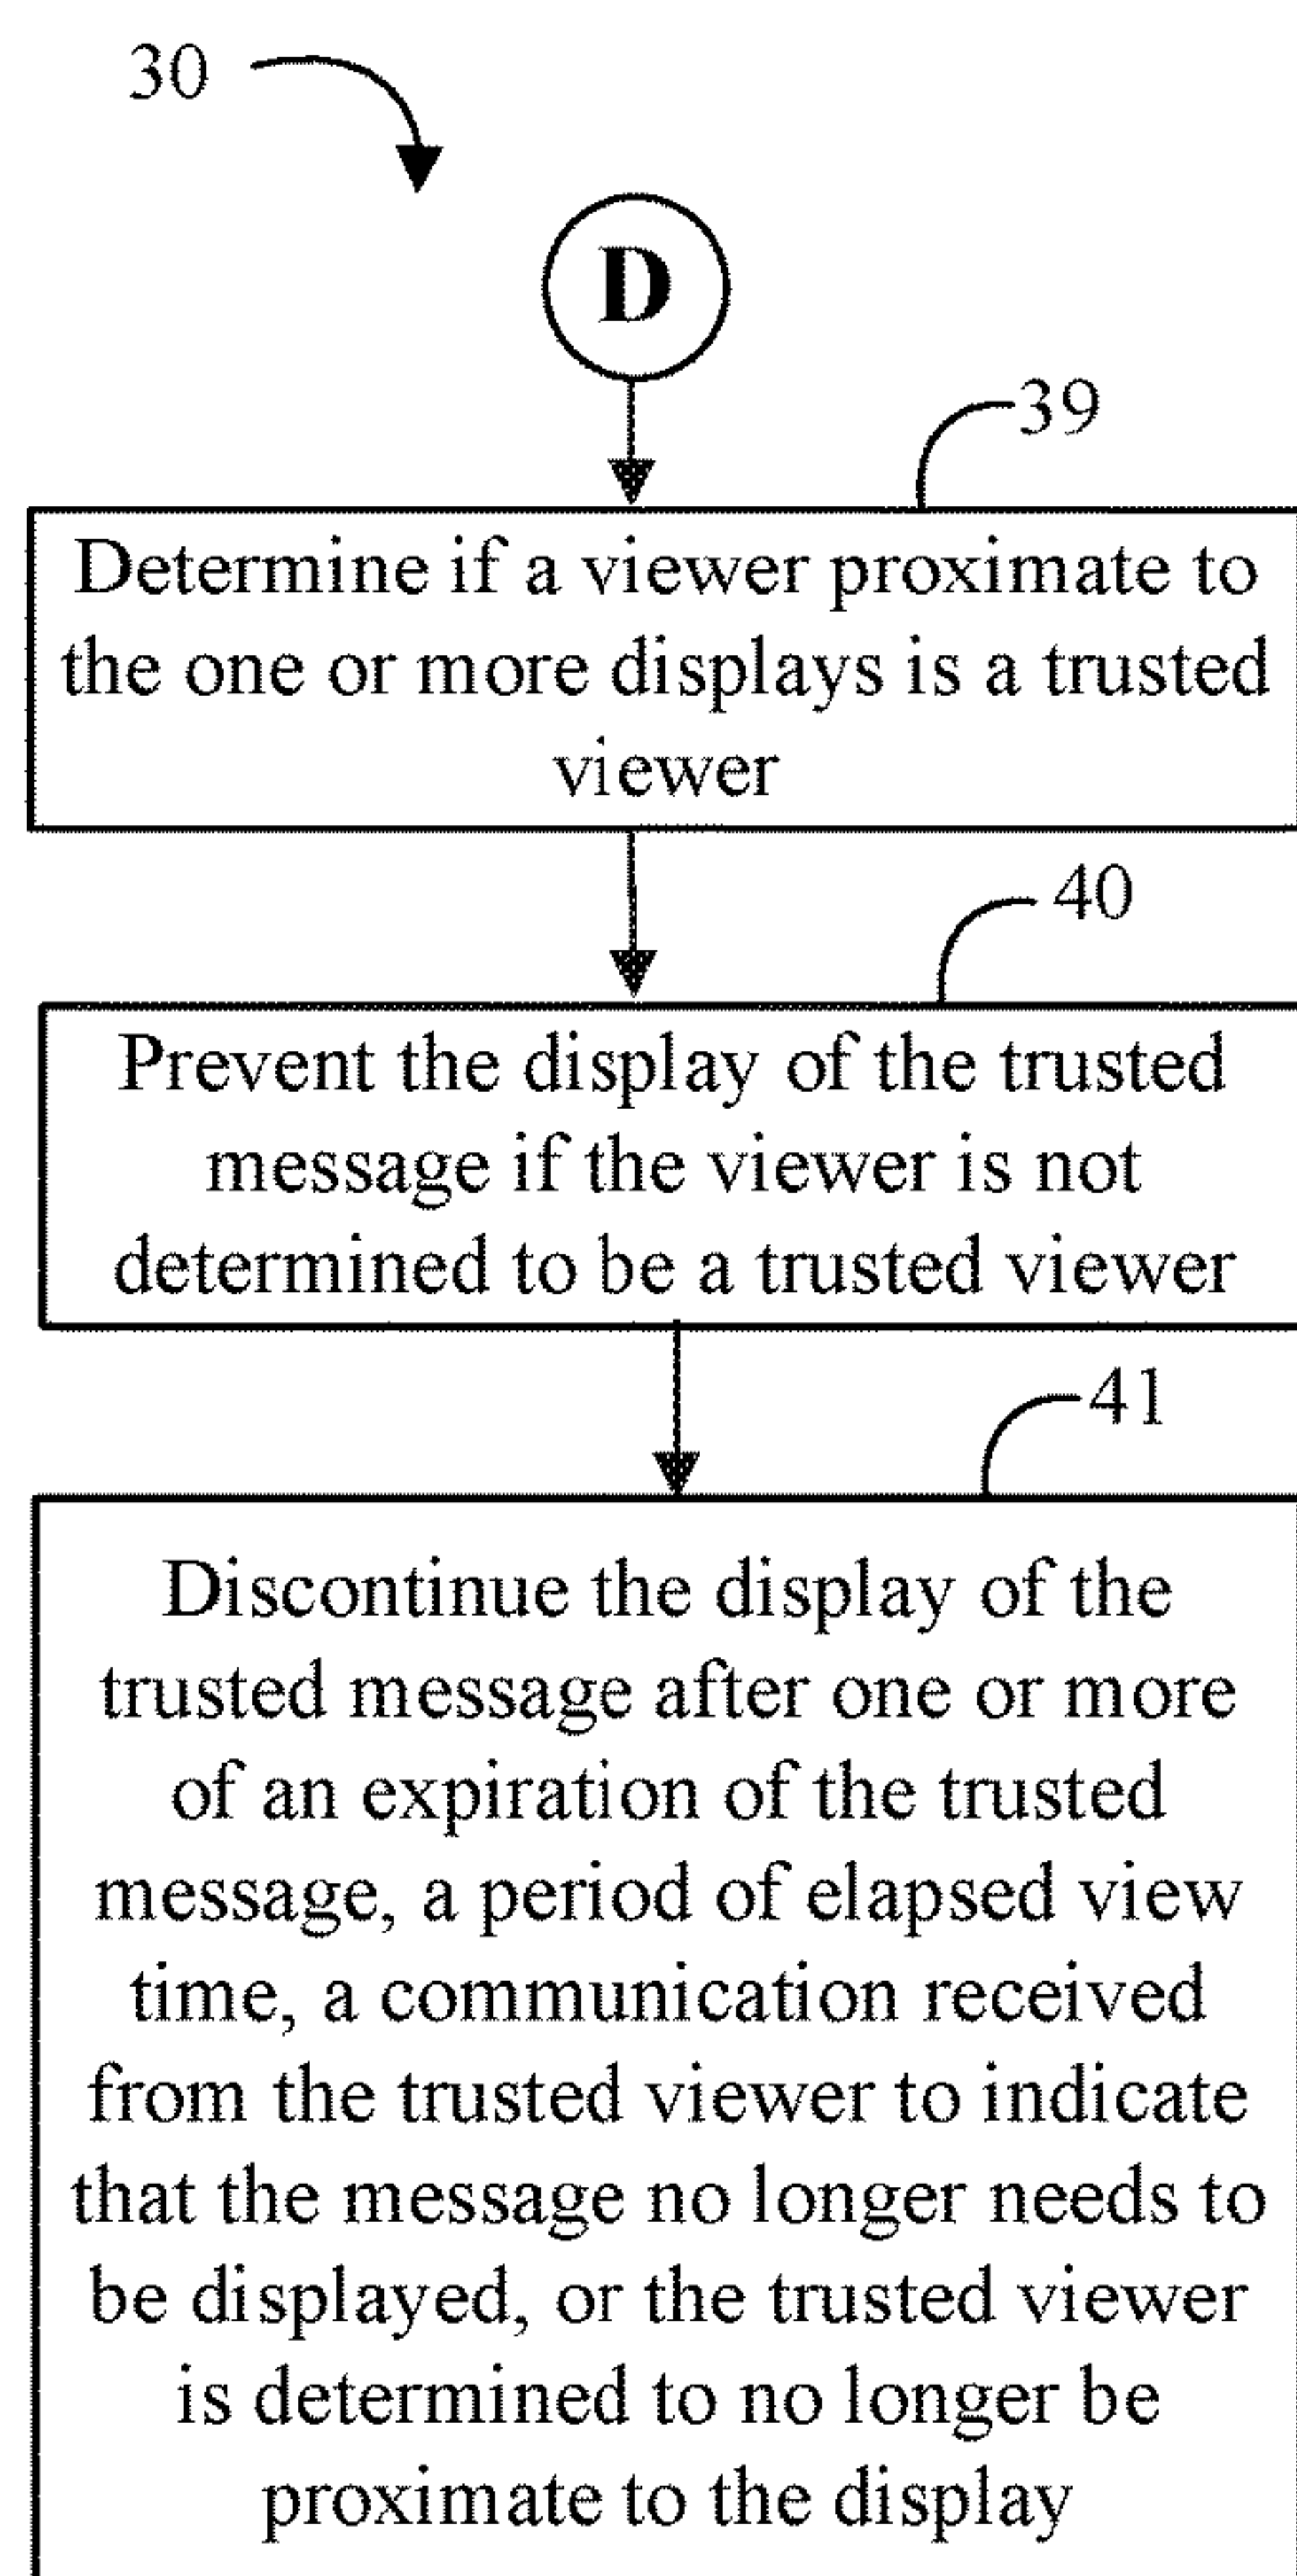 30
D
39
Determine if a viewer proximate to
the one or more displays is a trusted
viewer
40
Prevent the display of the trusted
message if the viewer is not
determined to be a trusted viewer
41
Discontinue the display of the
trusted message after one or more
of an expiration of the trusted
message, a period of elapsed view
time, a communication received
from the trusted viewer to indicate
that the message no longer needs to
be displayed, or the trusted viewer
is determined to no longer be
proximate to the display